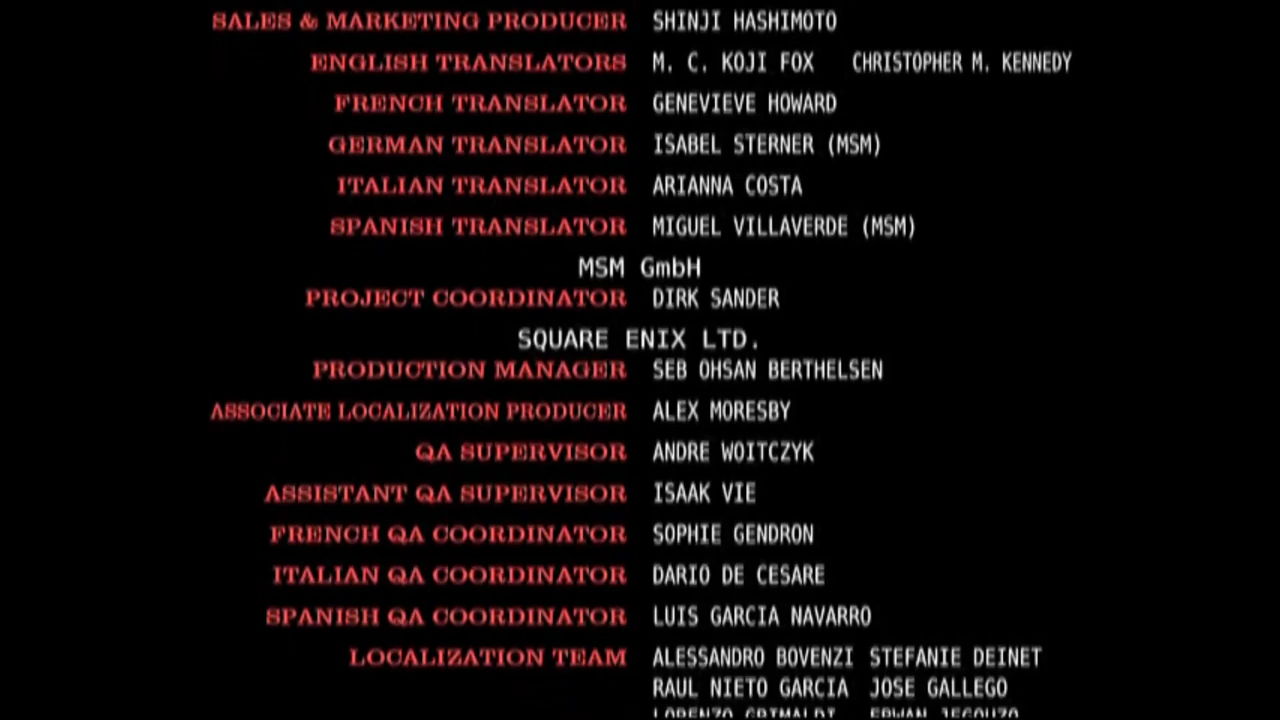 SALES & MARKETING PRODUCER SHINJI HASHIMOTO
ENGLISH TRANSLATORS M. C. KOJI FOX CHRISTOPHER M. KENNEDY
FRENCH TRANSLATOR GENEVIEVE HOWARD
GERMAN TRANSLATOR ISABEL STERNER (MSM)
ITALIAN TRANSLATOR ARIANNA COSTA
SPANISH TRANSLATOR MIGUEL VILLAVERDE (MSM)
MSM GmbH
PROJECT COORDINATOR DIRK SANDER
SQUARE ENIX LTD.
PRODUCTION MANAGER SEB OHSAN BERTHELSEN
ASSOCIATE LOCALIZATION PRODUCER ALEX MORESBY
QA SUPERVISOR ANDRE WOITCZYK
ASSISTANT QA SUPERVISOR ISAAK VIE
FRENCH QA COORDINATOR SOPHIE GENDRON
ITALIAN QA COORDINATOR DARIO DE CESARE
SPANISH QA COORDINATOR LUIS GARCIA NAVARRO
LOCALIZATION TEAM ALESSANDRO BOVENZI STEFANIE DEINET
RAUL NIETO GARCIA JOSE GALLEGO
LORENZO GRIMALDI ERWAN JEGOUZO